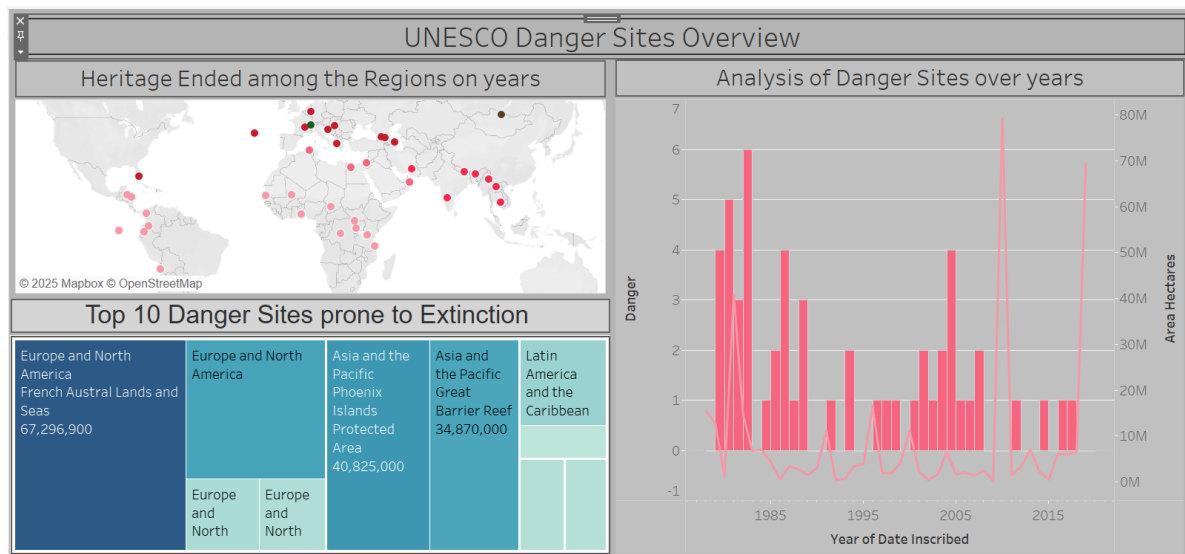 UNESCO Danger Sites Overview
Heritage Ended among the Regions on years
© 2025 Mapbox © OpenStreetMap
Top 10 Danger Sites prone to Extinction
Europe and North
America
French Austral Lands and
Seas
67,296,900
Europe and North
America
Europe
and
North
Europe
and
North
Asia and the
Pacific
Phoenix
Islands
Protected
Area
40,825,000
Asia and
the Pacific
Great
Barrier Reef
34,870,000
Latin
America
and the
Caribbean
Analysis of Danger Sites over years
7
6
5
4
3
2
1
0
-1
Danger
80M
70M
60M
50M
40M
30M
20M
10M
0M
Area Hectares
1985
1995
2005
2015
Year of Date Inscribed